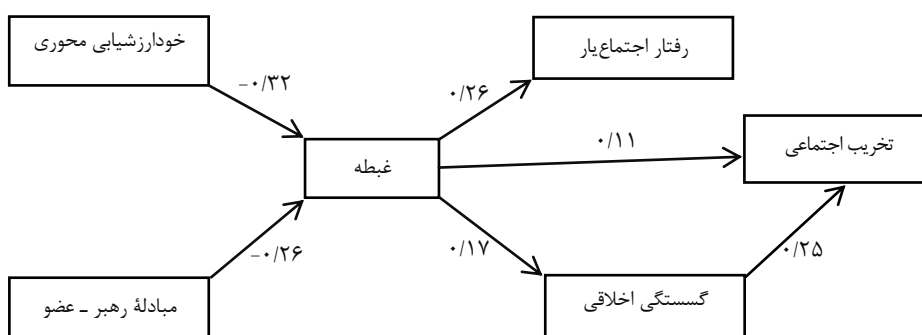 خودارزشیابی محوری
رفتار اجتماع‌یار
-۰/۳۲
۰/۲۶
۰/۱۱
تخریب اجتماعی
غبطه
-۰/۲۶
۰/۱۷
۰/۲۵
مبادلهٔ رهبر ـ عضو
گسستگی اخلاقی